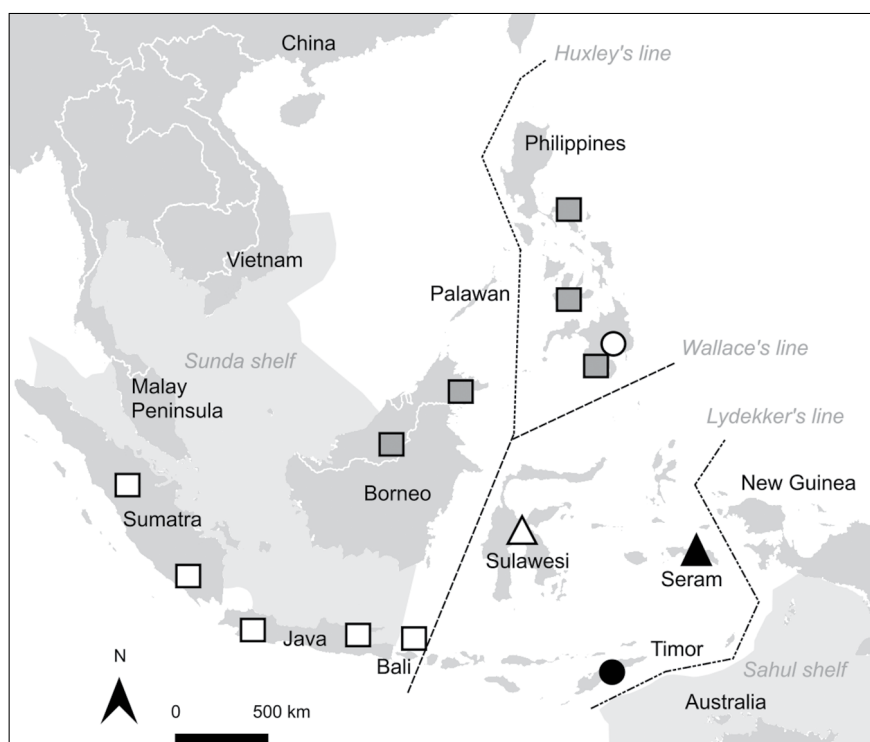 China
Huxley's line
Philippines
Vietnam
Palawan
Wallace's line
Sunda shelf
Malay
Peninsula
Lydekker's line
New Guinea
Borneo
Sumatra
Sulawesi
Seram
Java
Timor
Bali
N
Sahul shelf
Australia
0 500 km